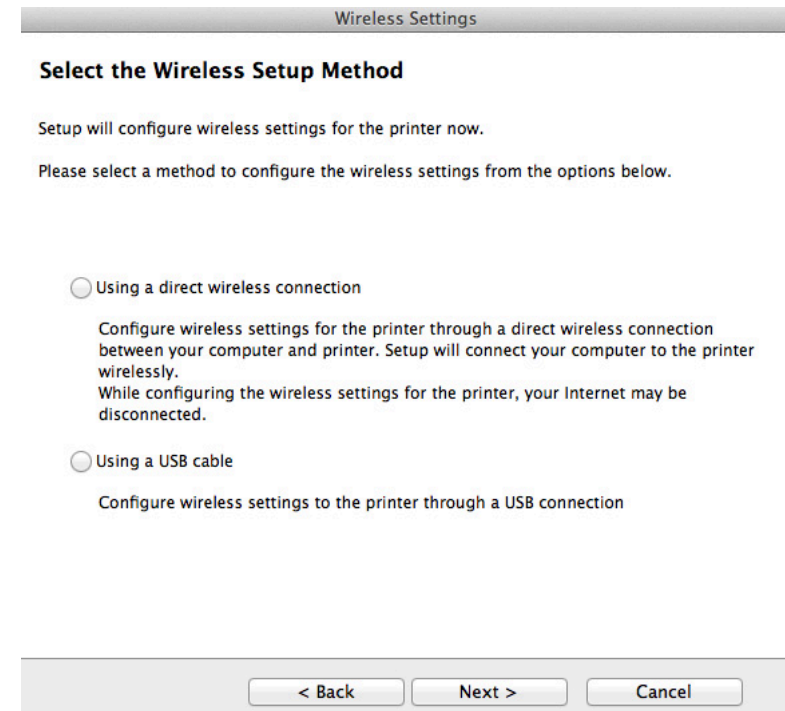 Wireless Settings
Select the Wireless Setup Method
Setup will configure wireless settings for the printer now.
Please select a method to configure the wireless settings from the options below.
Using a direct wireless connection
Configure wireless settings for the printer through a direct wireless connection
between your computer and printer. Setup will connect your computer to the printer
wirelessly.
While configuring the wireless settings for the printer, your Internet may be
disconnected.
Using a USB cable
Configure wireless settings to the printer through a USB connection
< Back Next > Cancel